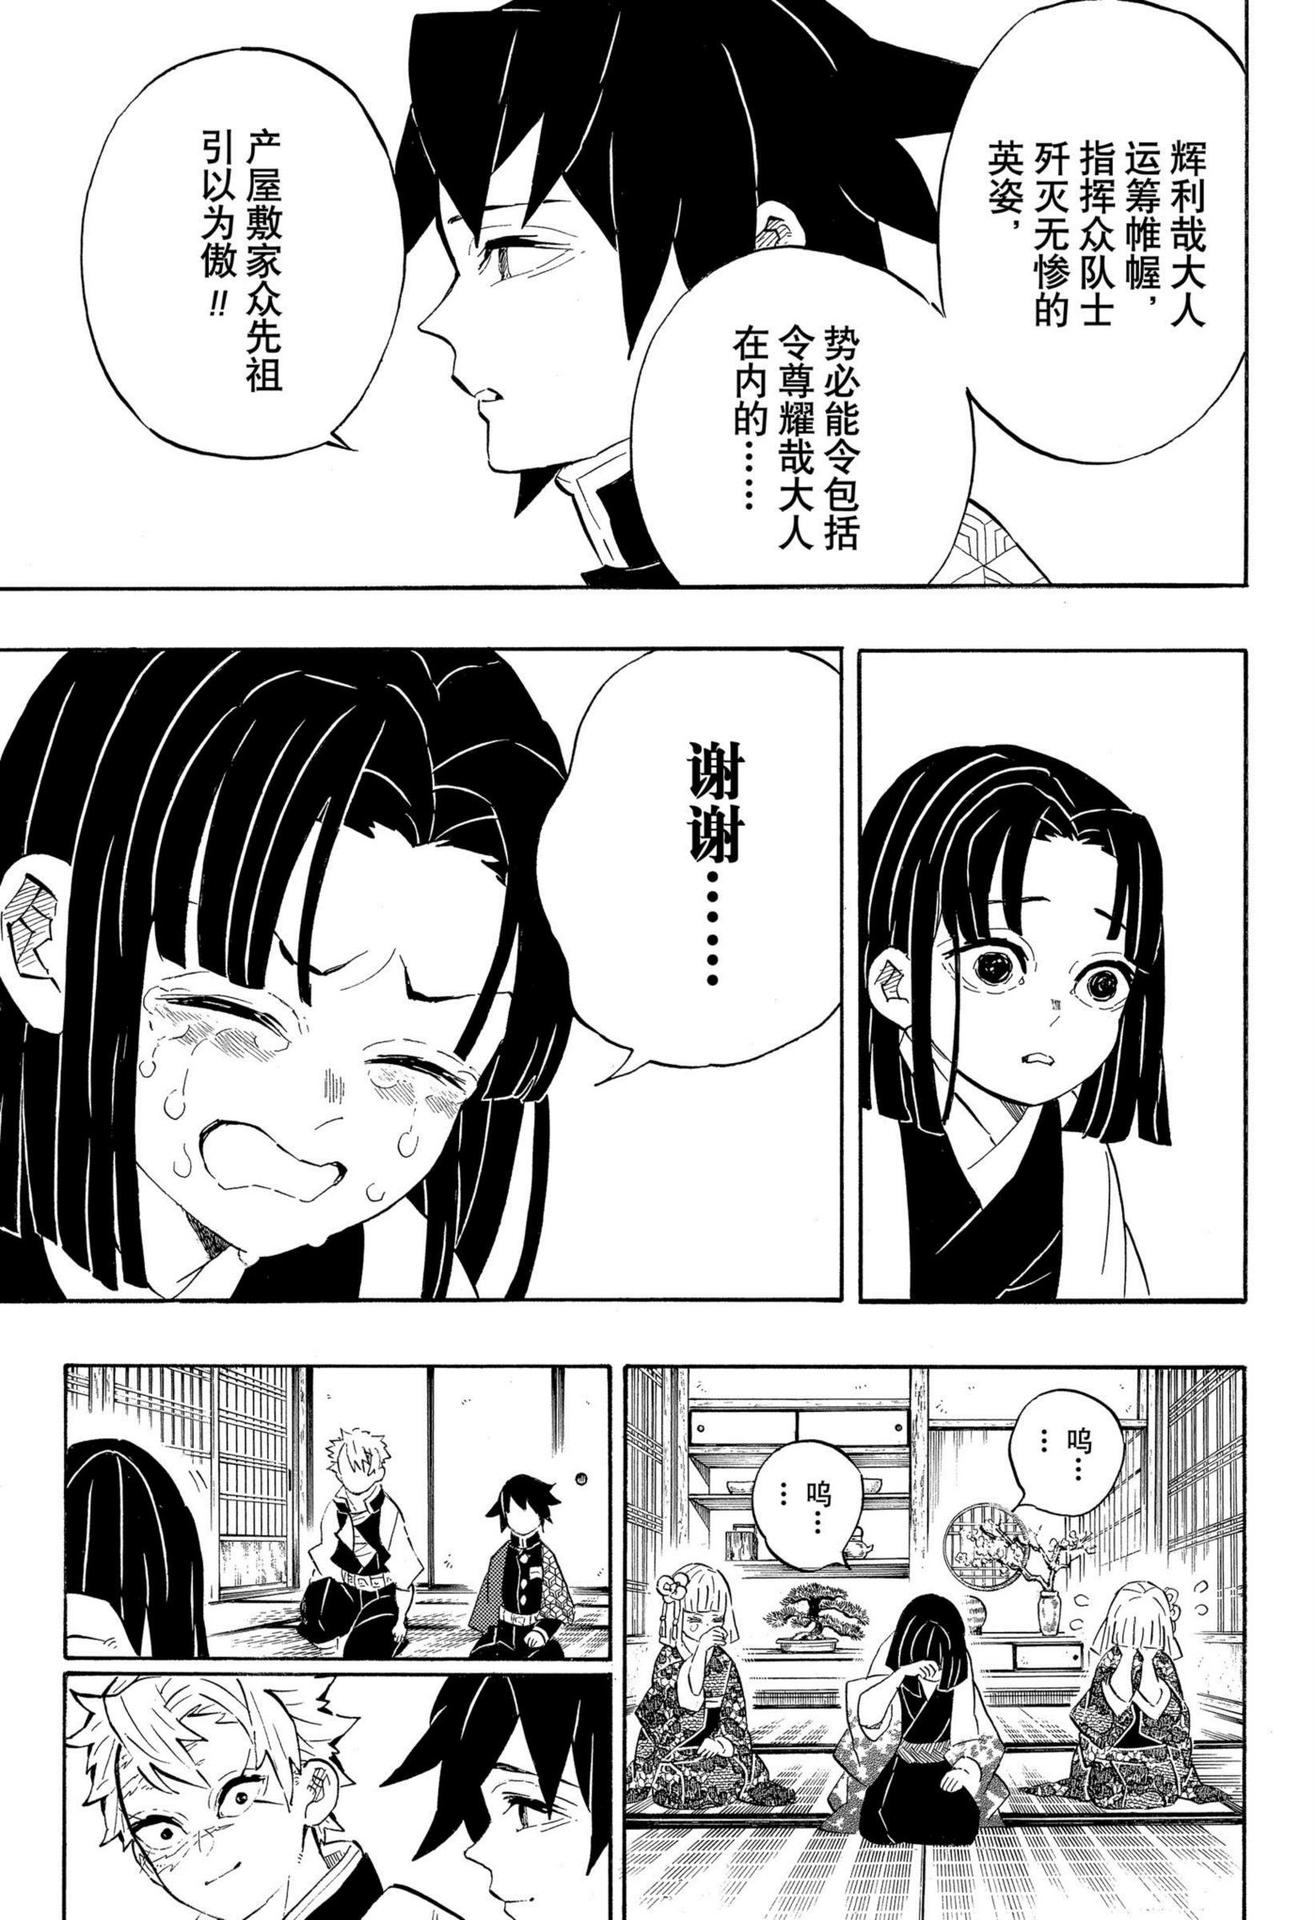 辉利哉大人
运筹帷幄，
指挥众队士
歼灭无惨的
英姿，
势必能令包括
令尊耀哉大人
在内的……
产屋敷家众先祖
引以为傲!!
谢谢……
呜…
…
呜…
…